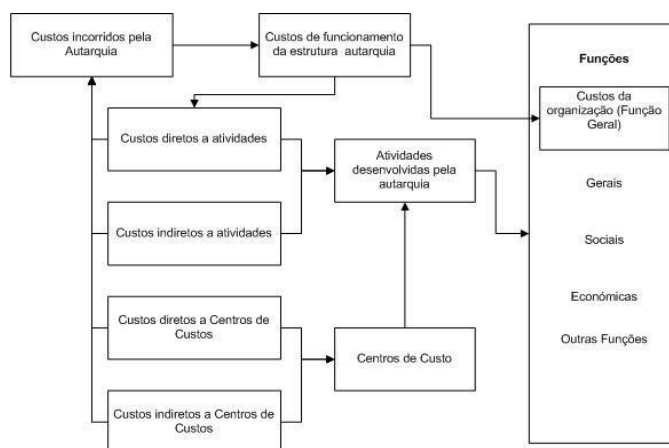 Custos incorridos pela
Autarquia
Custos de funcionamento
da estrutura autarquia
Funções
Custos da
organização (Função
Geral)
Custos diretos a atividades
Atividades
desenvolvidas pela
autarquia
Gerais
Custos indiretos a atividades
Sociais
Económicas
Custos diretos a Centros de
Custos
Centros de Custo
Outras Funções
Custos indiretos a Centros de
Custos